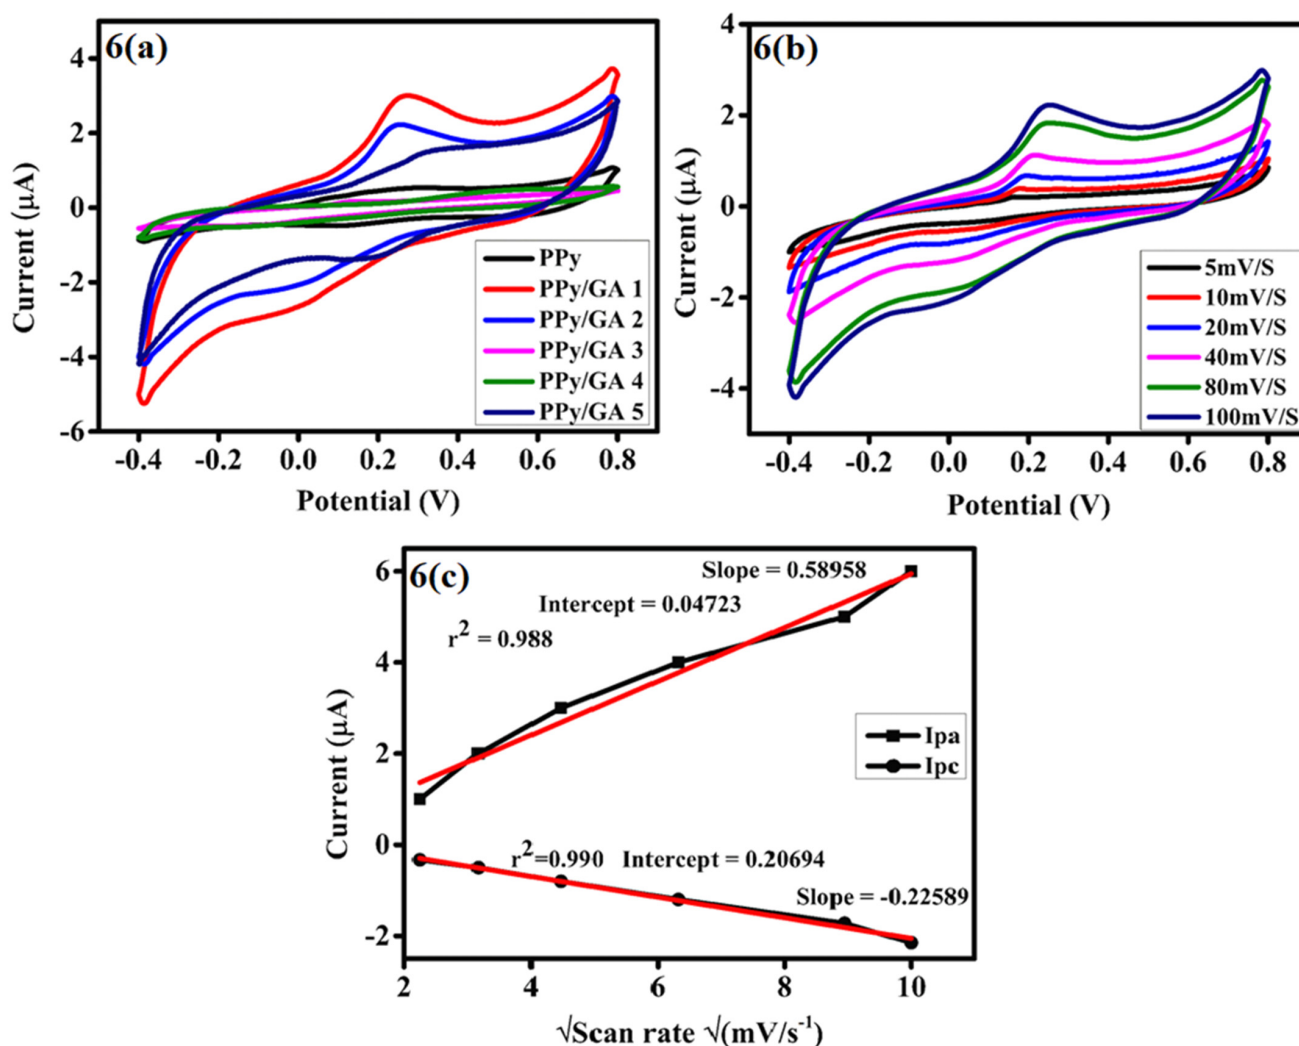 6(a)
4
2
0
-2
-4
-6
Current (μA)
PPy
PPy/GA 1
PPy/GA 2
PPy/GA 3
PPy/GA 4
PPy/GA 5
-0.4 -0.2 0.0 0.2 0.4 0.6 0.8
Potential (V)
6(b)
4
2
0
-2
-4
Current (μA)
5mV/S
10mV/S
20mV/S
40mV/S
80mV/S
100mV/S
-0.4 -0.2 0.0 0.2 0.4 0.6 0.8
Potential (V)
6(c)
6
4
2
0
-2
Current (μA)
Slope = 0.58958
Intercept = 0.04723
r² = 0.988
Ipa
Ipc
r²=0.990 Intercept = 0.20694
Slope = -0.22589
2 4 6 8 10
√Scan rate √(mV/s⁻¹)